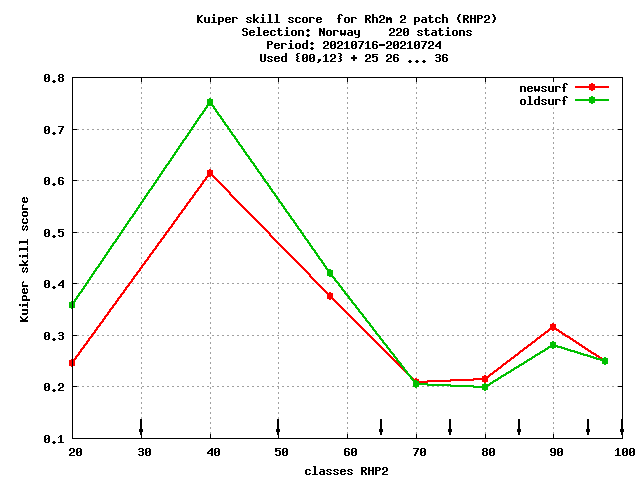 Kuiper skill score  for Rh2m 2 patch (RHP2)
Selection: Norway    220 stations
Period: 20210716-20210724
Used {00,12} + 25 26 ... 36
newsurf
oldsurf
0.8
0.7
0.6
0.5
0.4
0.3
0.2
0.1
Kuiper skill score
20 30 40 50 60 70 80 90 100
classes RHP2